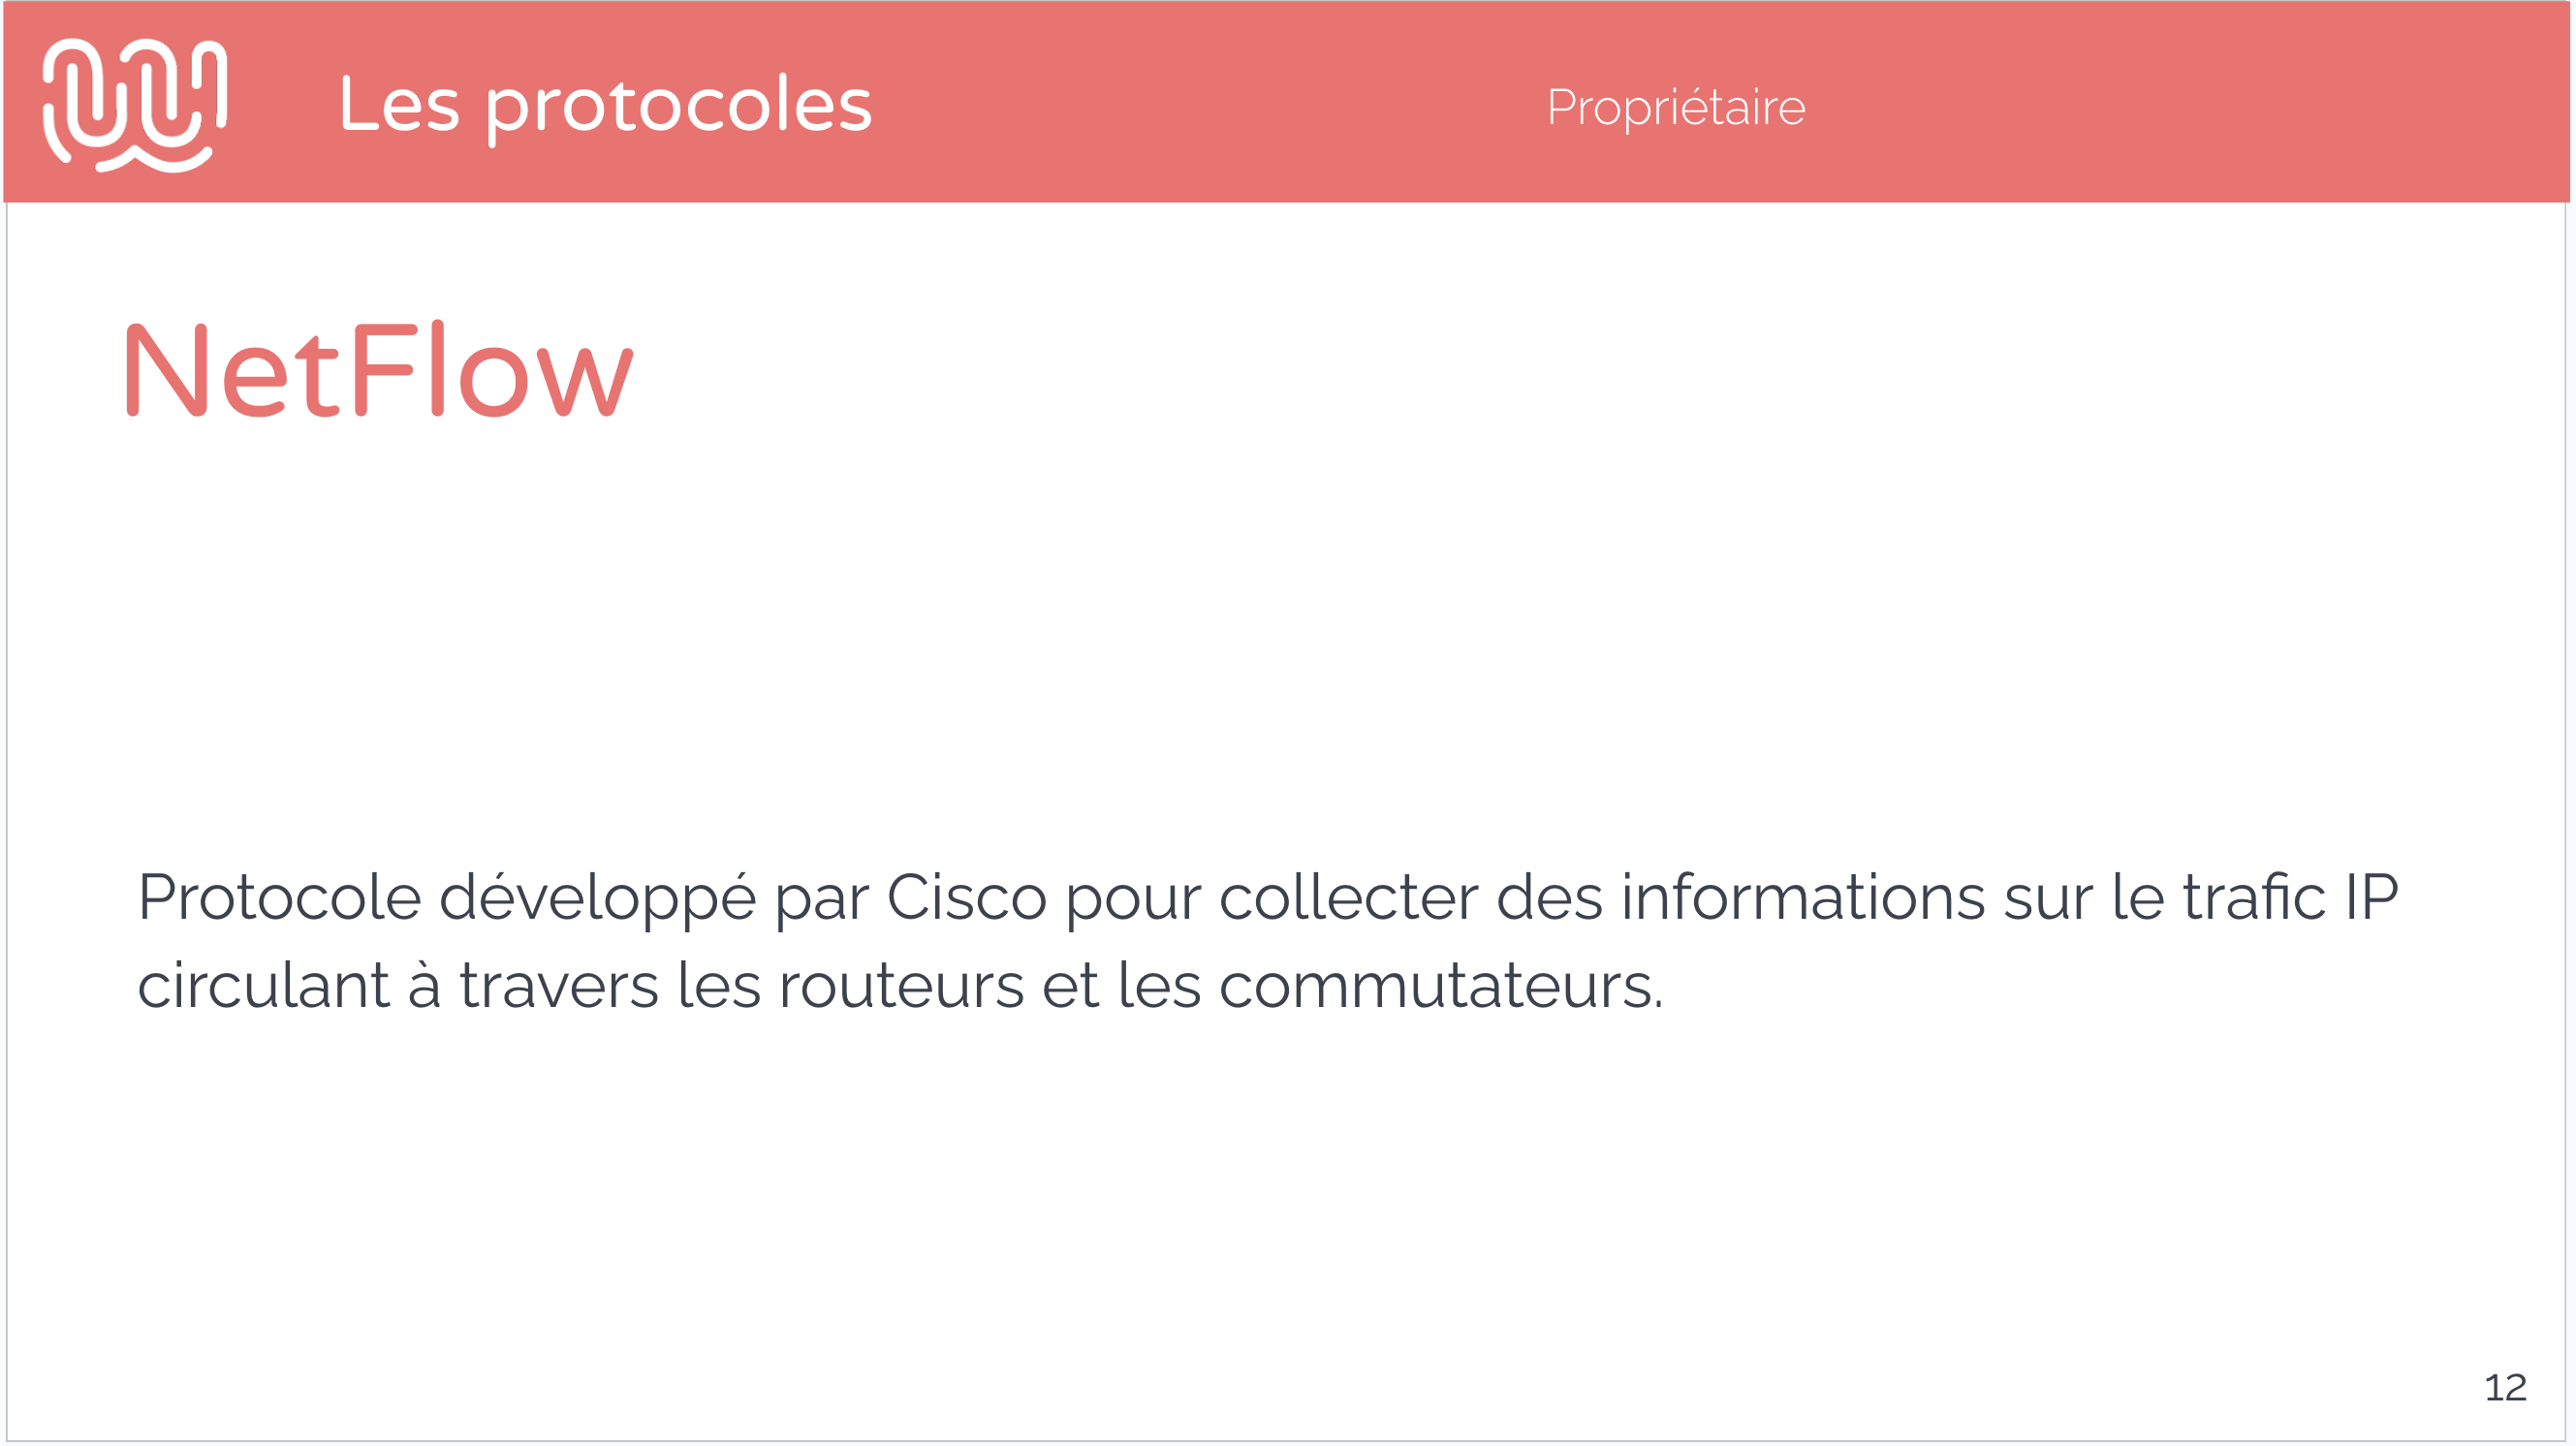 Les protocoles
Propriétaire
NetFlow
Protocole développé par Cisco pour collecter des informations sur le trafic IP
circulant à travers les routeurs et les commutateurs.
12